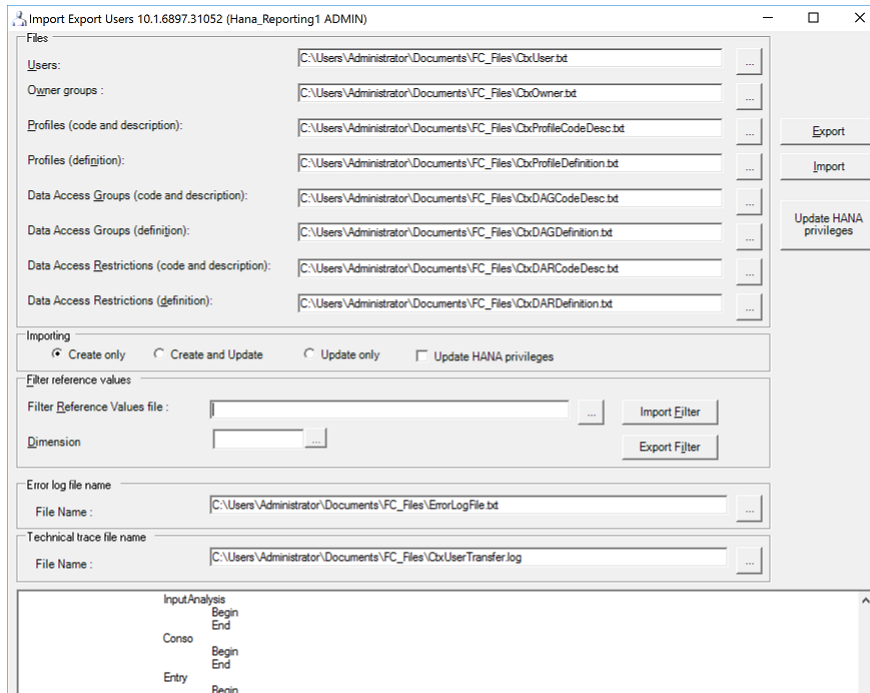 Import Export Users 10.1.6897.31052 (Hana_Reporting1 ADMIN)
Files
Users: C:\Users\Administrator\Documents\FC_Files\CtxUser.txt ...
Owner groups : C:\Users\Administrator\Documents\FC_Files\CtxOwner.txt ...
Profiles (code and description): C:\Users\Administrator\Documents\FC_Files\CtxProfileCodeDesc.txt ... Export
Profiles (definition): C:\Users\Administrator\Documents\FC_Files\CtxProfileDefinition.txt ... Import
Data Access Groups (code and description): C:\Users\Administrator\Documents\FC_Files\CtxDAGCodeDesc.txt ...
Update HANA
privileges
Data Access Groups (definition): C:\Users\Administrator\Documents\FC_Files\CtxDAGDefinition.txt ...
Data Access Restrictions (code and description): C:\Users\Administrator\Documents\FC_Files\CtxDARCodeDesc.txt ...
Data Access Restrictions (definition): C:\Users\Administrator\Documents\FC_Files\CtxDARDefinition.txt ...
Importing
Create only Create and Update Update only Update HANA privileges
Filter reference values
Filter Reference Values file : ... Import Filter
Dimension ... Export Filter
Error log file name
File Name : C:\Users\Administrator\Documents\FC_Files\ErrorLogFile.txt ...
Technical trace file name
File Name : C:\Users\Administrator\Documents\FC_Files\CtxUserTransfer.log ...
InputAnalysis
Begin
End
Conso
Begin
End
Entry
Begin